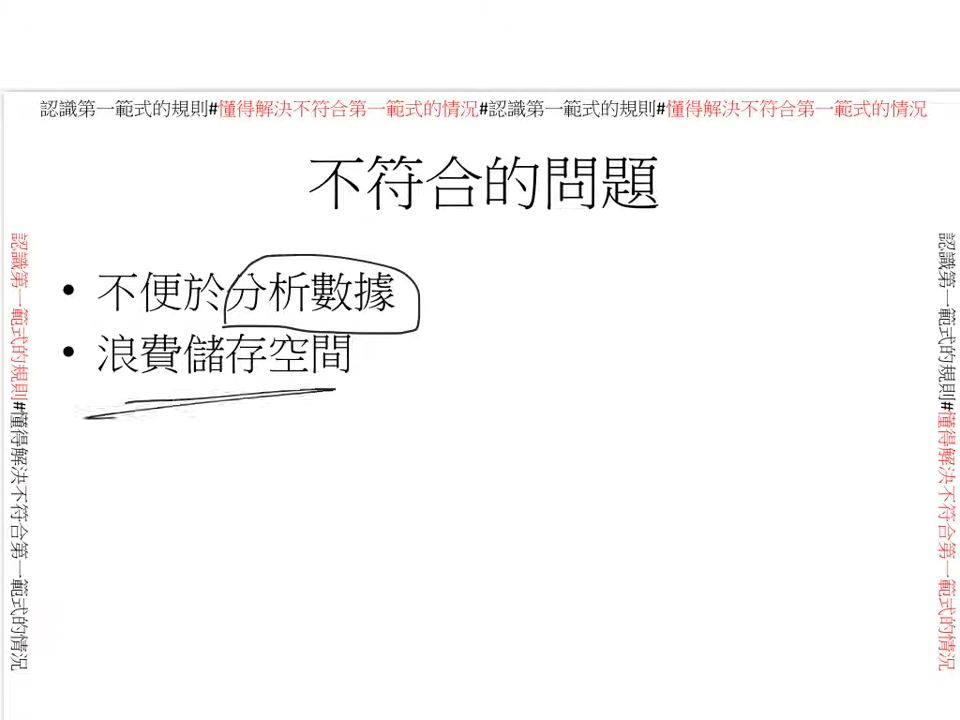 認識第一範式的規則#懂得解決不符合第一範式的情況#認識第一範式的規則#懂得解決不符合第一範式的情況
不符合的問題
• 不便於分析數據
• 浪費儲存空間
認識第一範式的規則#懂得解決不符合第一範式的情況
認識第一範式的規則#懂得解決不符合第一範式的情況